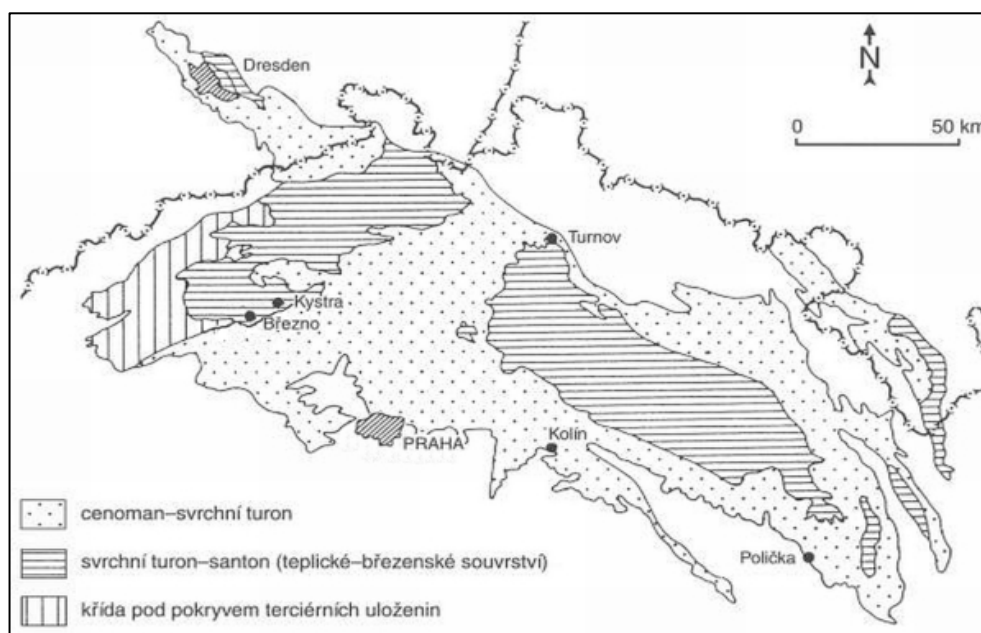 Dresden
N
0 50 km
Turnov
Kystra
Březno
PRAHA
Kolín
Polička
cenoman–svrchní turon
svrchní turon–santon (teplické–březenské souvrství)
křída pod pokryvem terciérních uloženin